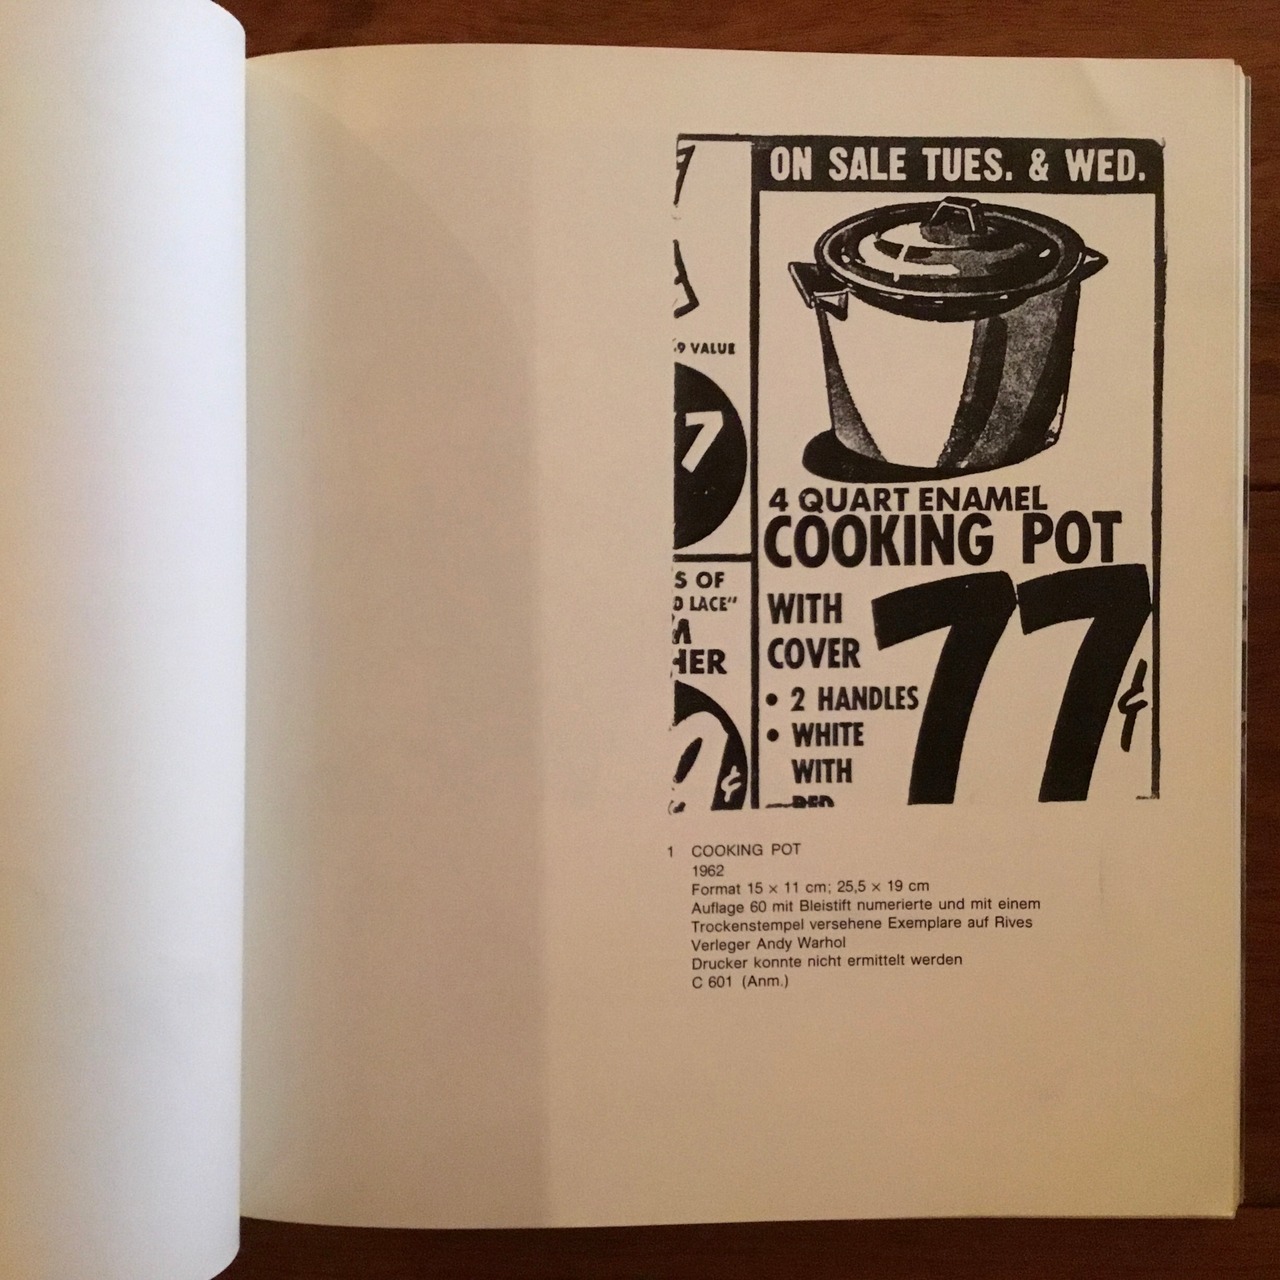 ON SALE TUES. & WED.
9 VALUE
7
4 QUART ENAMEL
COOKING POT
S OF
LACE"
HER
¢
WITH
COVER
77¢
• 2 HANDLES
• WHITE
WITH
RED
1 COOKING POT
1962
Format 15 × 11 cm; 25,5 × 19 cm
Auflage 60 mit Bleistift numerierte und mit einem
Trockenstempel versehene Exemplare auf Rives
Verleger Andy Warhol
Drucker konnte nicht ermittelt werden
C 601 (Anm.)